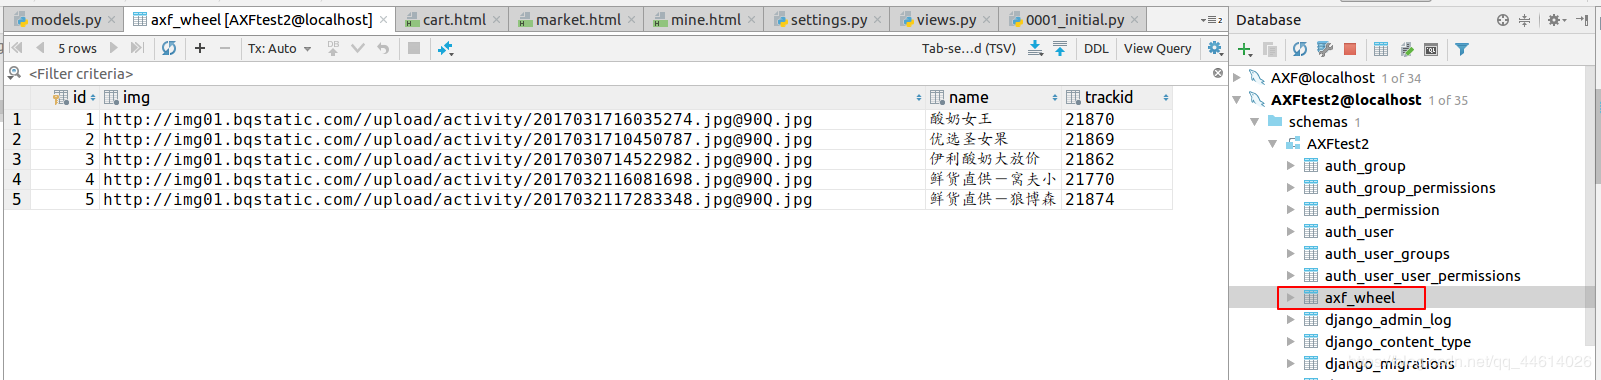 models.py axf_wheel [AXFtest2@localhost] cart.html market.html mine.html settings.py views.py 0001_initial.py
5 rows Tx: Auto DB Tab-se...d (TSV) DDL View Query
<Filter criteria>
id img name trackid
1 1 http://img01.bqstatic.com//upload/activity/2017031716035274.jpg@90Q.jpg 酸奶女王 21870
2 2 http://img01.bqstatic.com//upload/activity/2017031710450787.jpg@90Q.jpg 优选圣女果 21869
3 3 http://img01.bqstatic.com//upload/activity/2017030714522982.jpg@90Q.jpg 伊利酸奶大放价 21862
4 4 http://img01.bqstatic.com//upload/activity/2017032116081698.jpg@90Q.jpg 鲜货直供－窝夫小 21770
5 5 http://img01.bqstatic.com//upload/activity/2017032117283348.jpg@90Q.jpg 鲜货直供－狼博森 21874
Database
AXF@localhost 1 of 34
AXFtest2@localhost 1 of 35
schemas 1
AXFtest2
auth_group
auth_group_permissions
auth_permission
auth_user
auth_user_groups
auth_user_user_permissions
axf_wheel
django_admin_log
django_content_type
django_migrations